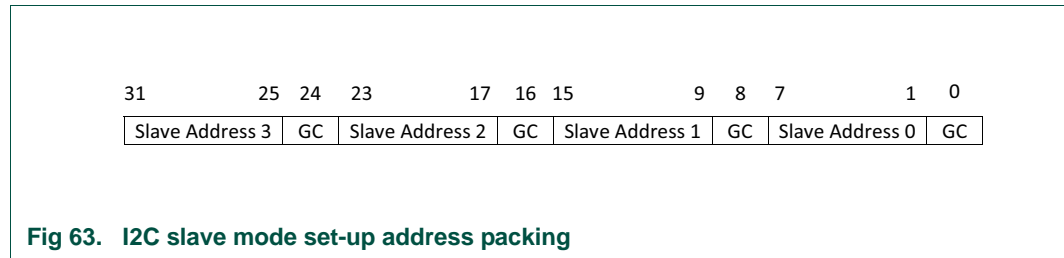 31 25 24 23 17 16 15 9 8 7 1 0
Slave Address 3 GC Slave Address 2 GC Slave Address 1 GC Slave Address 0 GC
Fig 63. I2C slave mode set-up address packing